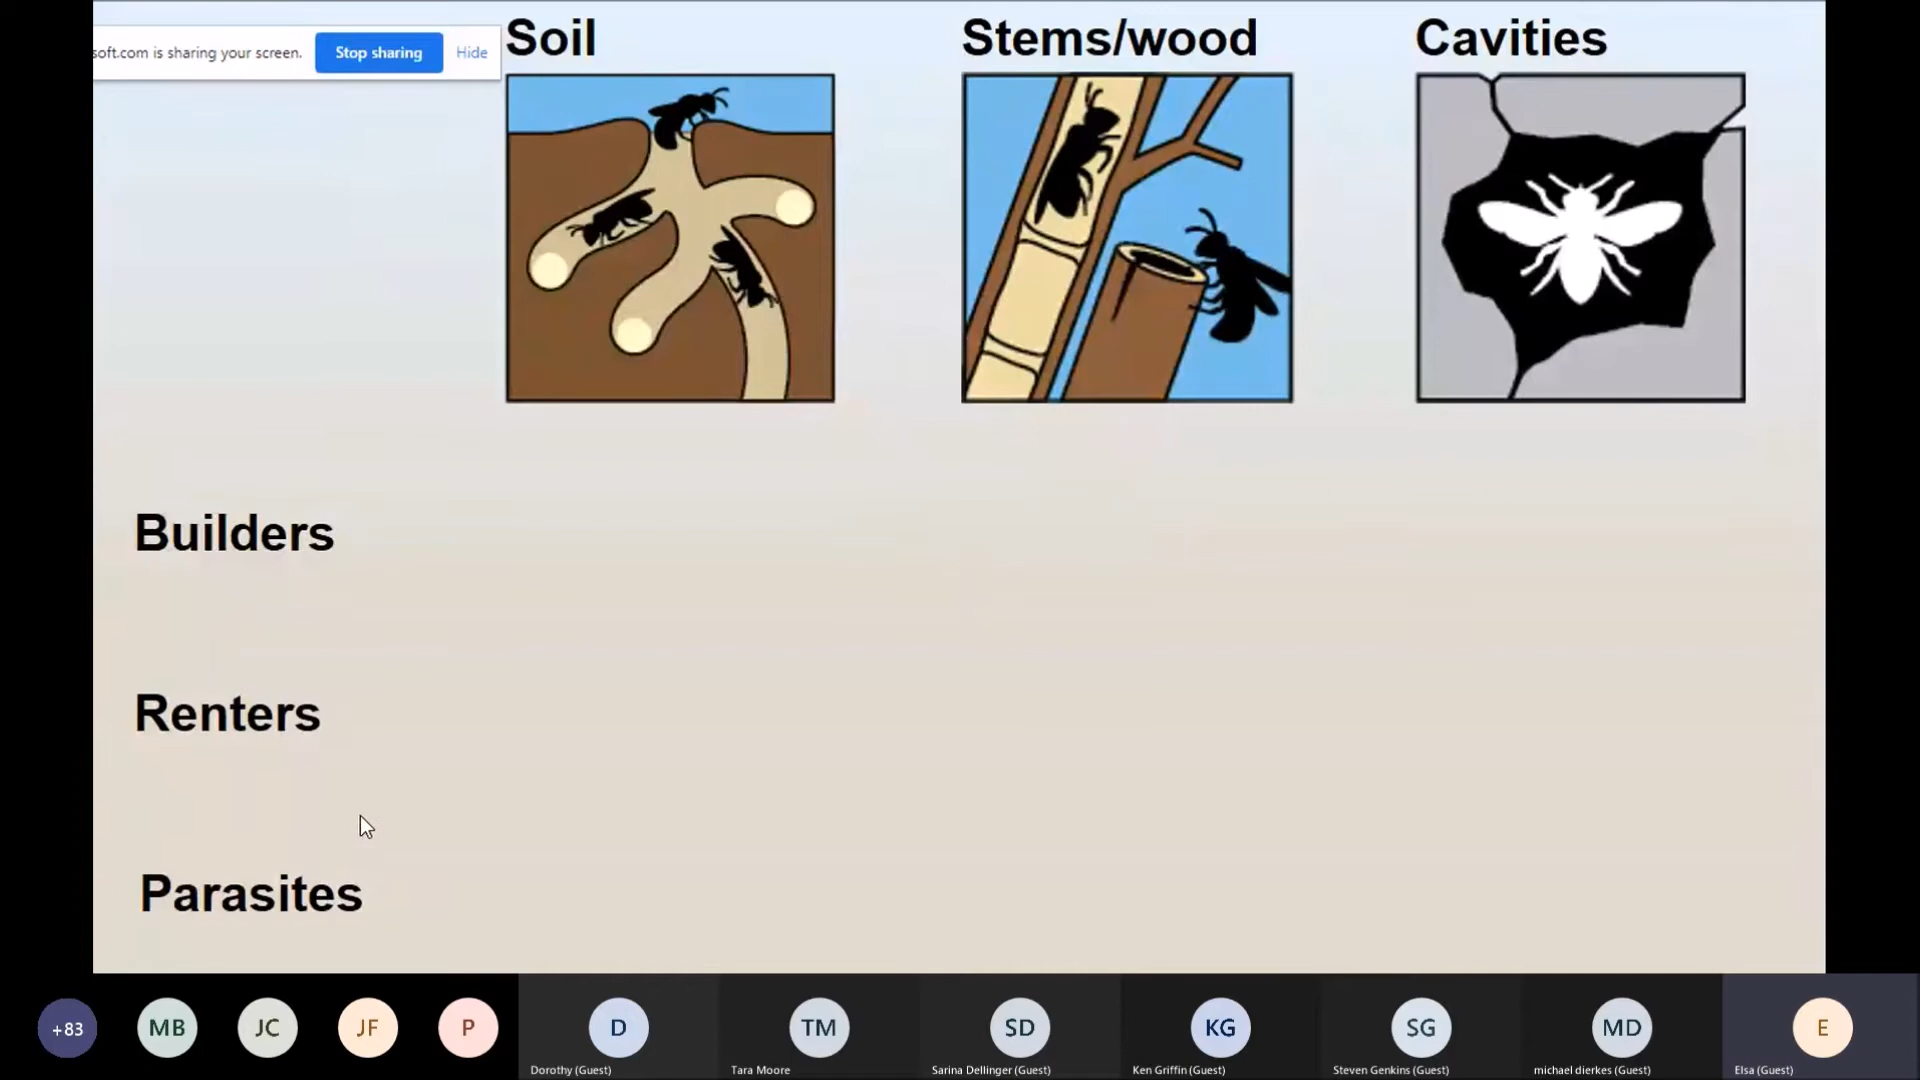 soft.com is sharing your screen. Stop sharing Hide
Soil Stems/wood Cavities
Builders
Renters
Parasites
+83 MB JC JF P D TM SD KG SG MD E
Dorothy (Guest) Tara Moore Sarina Dellinger (Guest) Ken Griffin (Guest) Steven Genkins (Guest) michael dierkes (Guest) Elsa (Guest)